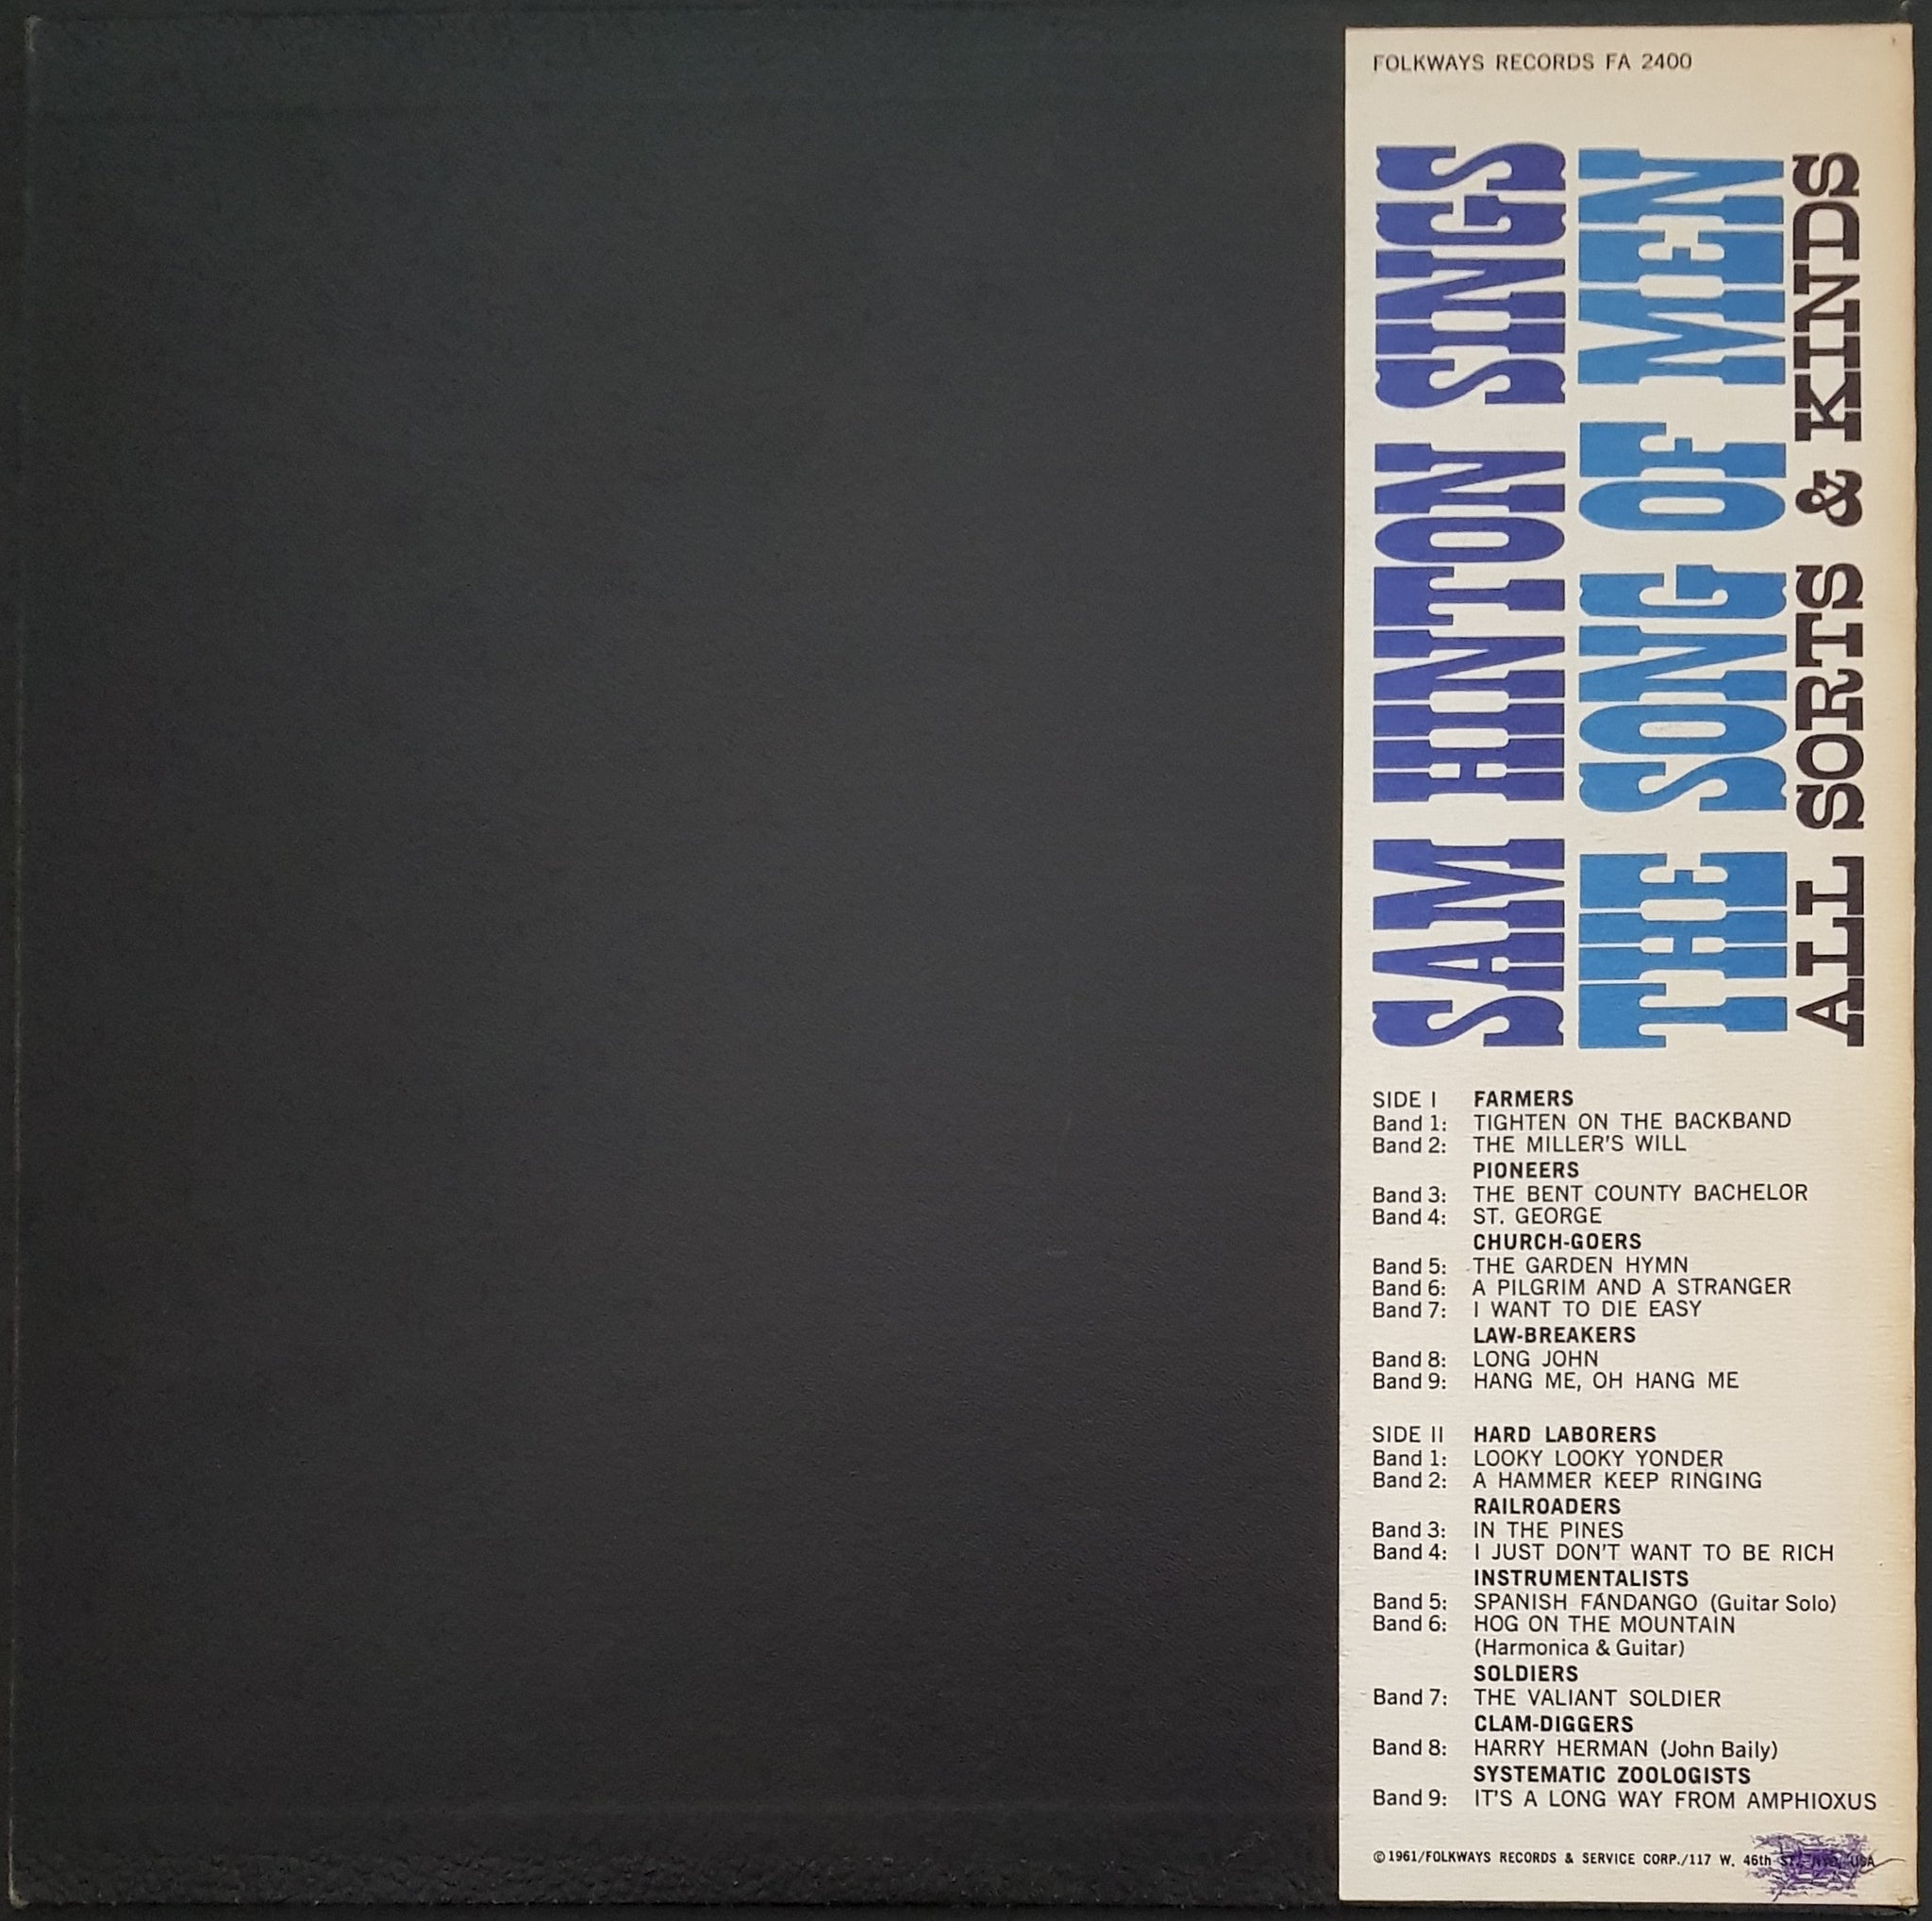 FOLKWAYS RECORDS FA 2400
SAM HINTON SINGS
THE SONG OF MEN
ALL SORTS & KINDS
SIDE I FARMERS
Band 1: TIGHTEN ON THE BACKBAND
Band 2: THE MILLER'S WILL
PIONEERS
Band 3: THE BENT COUNTY BACHELOR
Band 4: ST. GEORGE
CHURCH-GOERS
Band 5: THE GARDEN HYMN
Band 6: A PILGRIM AND A STRANGER
Band 7: I WANT TO DIE EASY
LAW-BREAKERS
Band 8: LONG JOHN
Band 9: HANG ME, OH HANG ME
SIDE II HARD LABORERS
Band 1: LOOKY LOOKY YONDER
Band 2: A HAMMER KEEP RINGING
RAILROADERS
Band 3: IN THE PINES
Band 4: I JUST DON'T WANT TO BE RICH
INSTRUMENTALISTS
Band 5: SPANISH FANDANGO (Guitar Solo)
Band 6: HOG ON THE MOUNTAIN
(Harmonica & Guitar)
SOLDIERS
Band 7: THE VALIANT SOLDIER
CLAM-DIGGERS
Band 8: HARRY HERMAN (John Baily)
SYSTEMATIC ZOOLOGISTS
Band 9: IT'S A LONG WAY FROM AMPHIOXUS
©1961/FOLKWAYS RECORDS & SERVICE CORP./117 W. 46th ST., NYC, USA